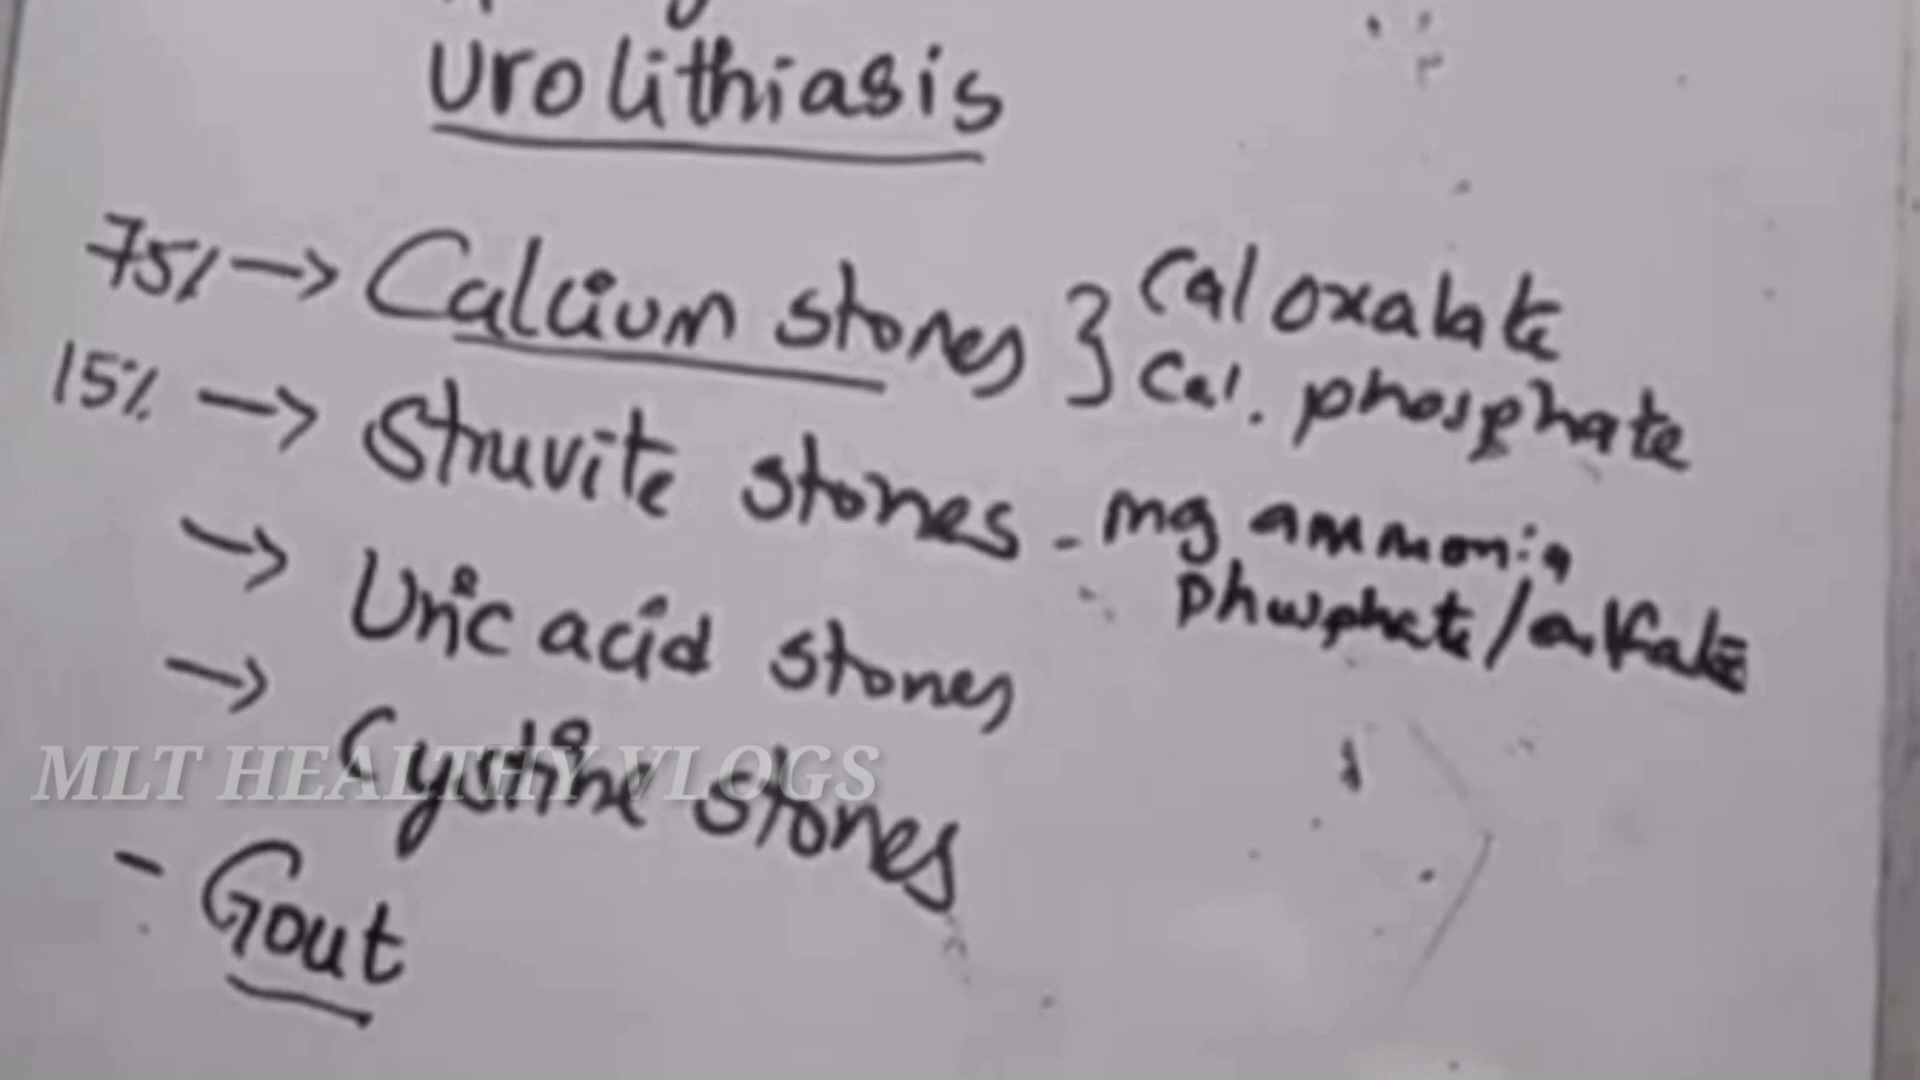 Urolithiasis
75% → Calcium stones } Cal oxalate
Cal. phosphate
15% → Struvite stones - mg ammonia
phosphate/
→ Uric acid stones
→ Cystine stones
MLT HEALTHY VLOGS
- Gout